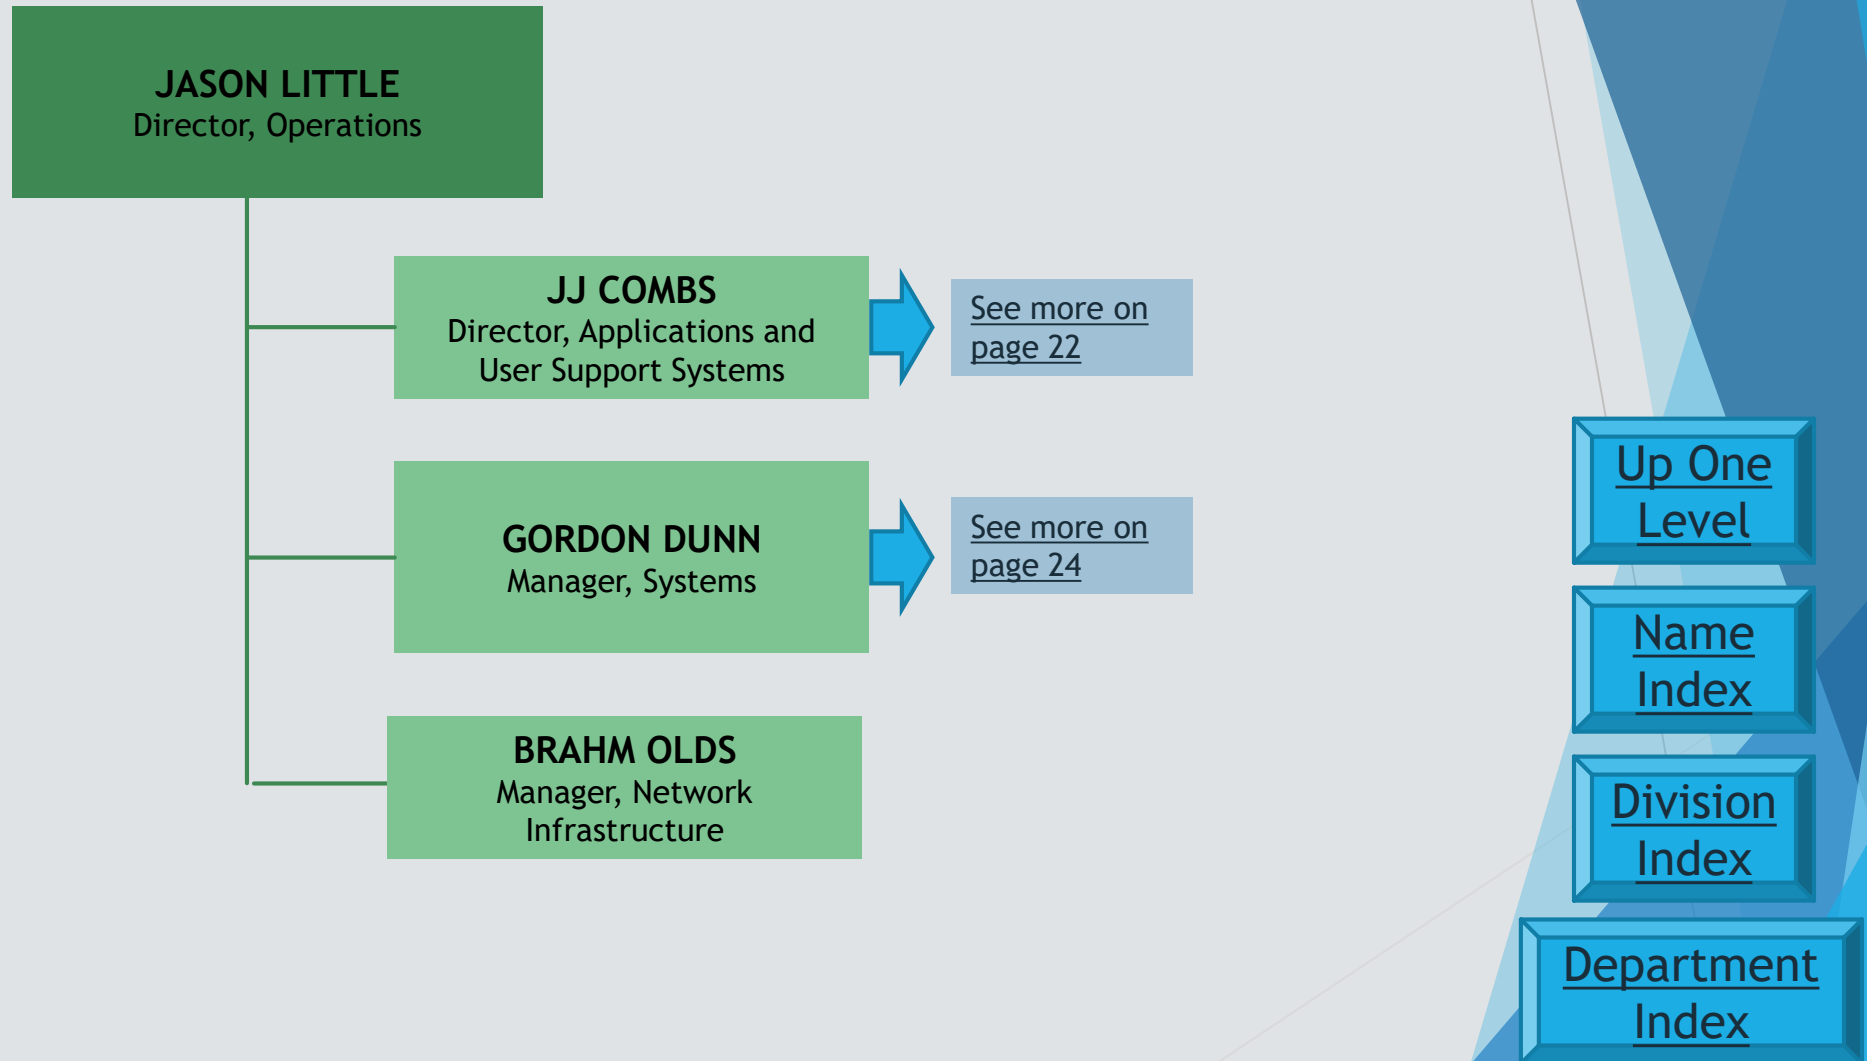 JASON LITTLE
Director, Operations
JJ COMBS
Director, Applications and
User Support Systems
See more on
page 22
GORDON DUNN
Manager, Systems
See more on
page 24
BRAHM OLDS
Manager, Network
Infrastructure
Up One
Level
Name
Index
Division
Index
Department
Index